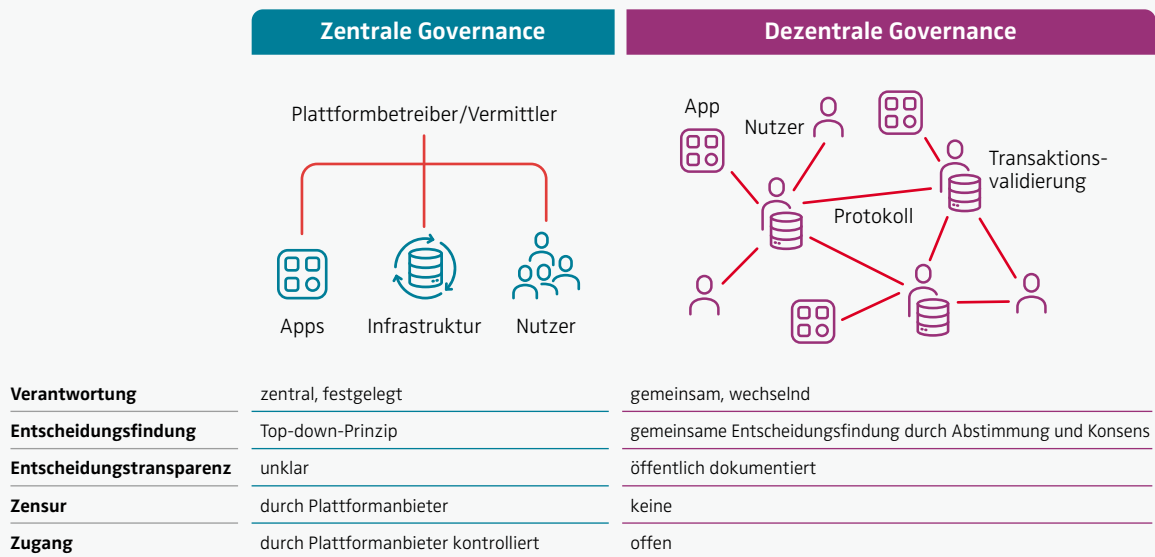 Zentrale Governance
Dezentrale Governance
Plattformbetreiber/Vermittler
Apps
Infrastruktur
Nutzer
App
Nutzer
Transaktions-
validierung
Protokoll
Verantwortung zentral, festgelegt gemeinsam, wechselnd
Entscheidungsfindung Top-down-Prinzip gemeinsame Entscheidungsfindung durch Abstimmung und Konsens
Entscheidungstransparenz unklar öffentlich dokumentiert
Zensur durch Plattformanbieter keine
Zugang durch Plattformanbieter kontrolliert offen